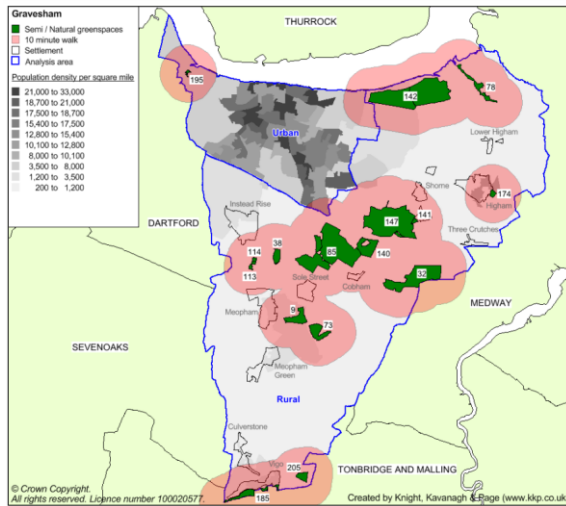 Gravesham
Semi / Natural greenspaces
10 minute walk
Settlement
Analysis area
Population density per square mile
21,000 to 33,000
18,700 to 21,000
17,500 to 18,700
15,400 to 17,500
12,800 to 15,400
10,100 to 12,800
8,000 to 10,100
3,500 to 8,000
1,200 to 3,500
200 to 1,200
THURROCK
195
142
78
Urban
Lower Higham
Shorne
174
Higham
Instead Rise
147
141
DARTFORD
Three Crutches
38
114
85
140
113
32
Sole Street
Cobham
MEDWAY
Meopham
9
73
SEVENOAKS
Meopham
Green
Rural
Culverstone
Vigo
205
TONBRIDGE AND MALLING
185
© Crown Copyright.
All rights reserved. Licence number 100020577.
Created by Knight, Kavanagh & Page (www.kkp.co.uk